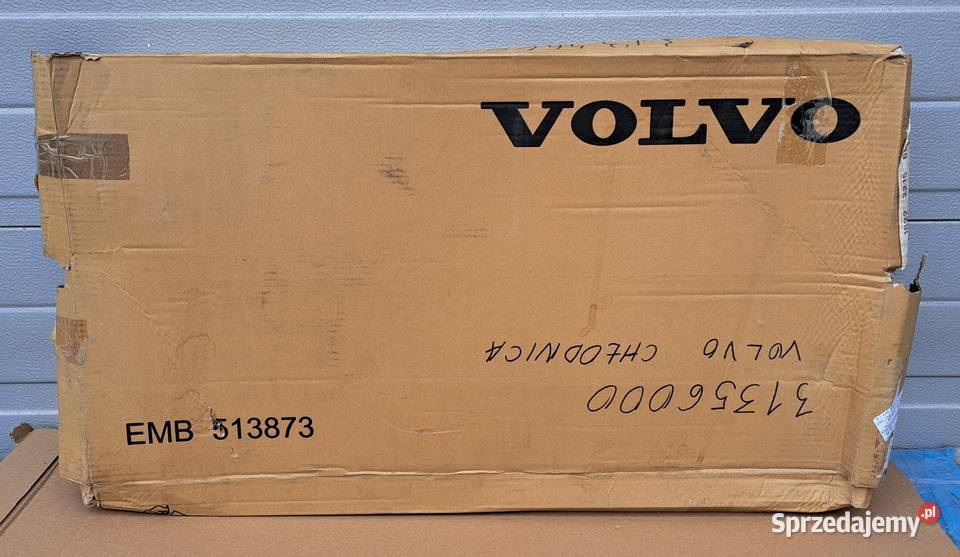 VOLVO
31356000
VOLVO CHŁODNICA
EMB 513873
Sprzedajemy.pl